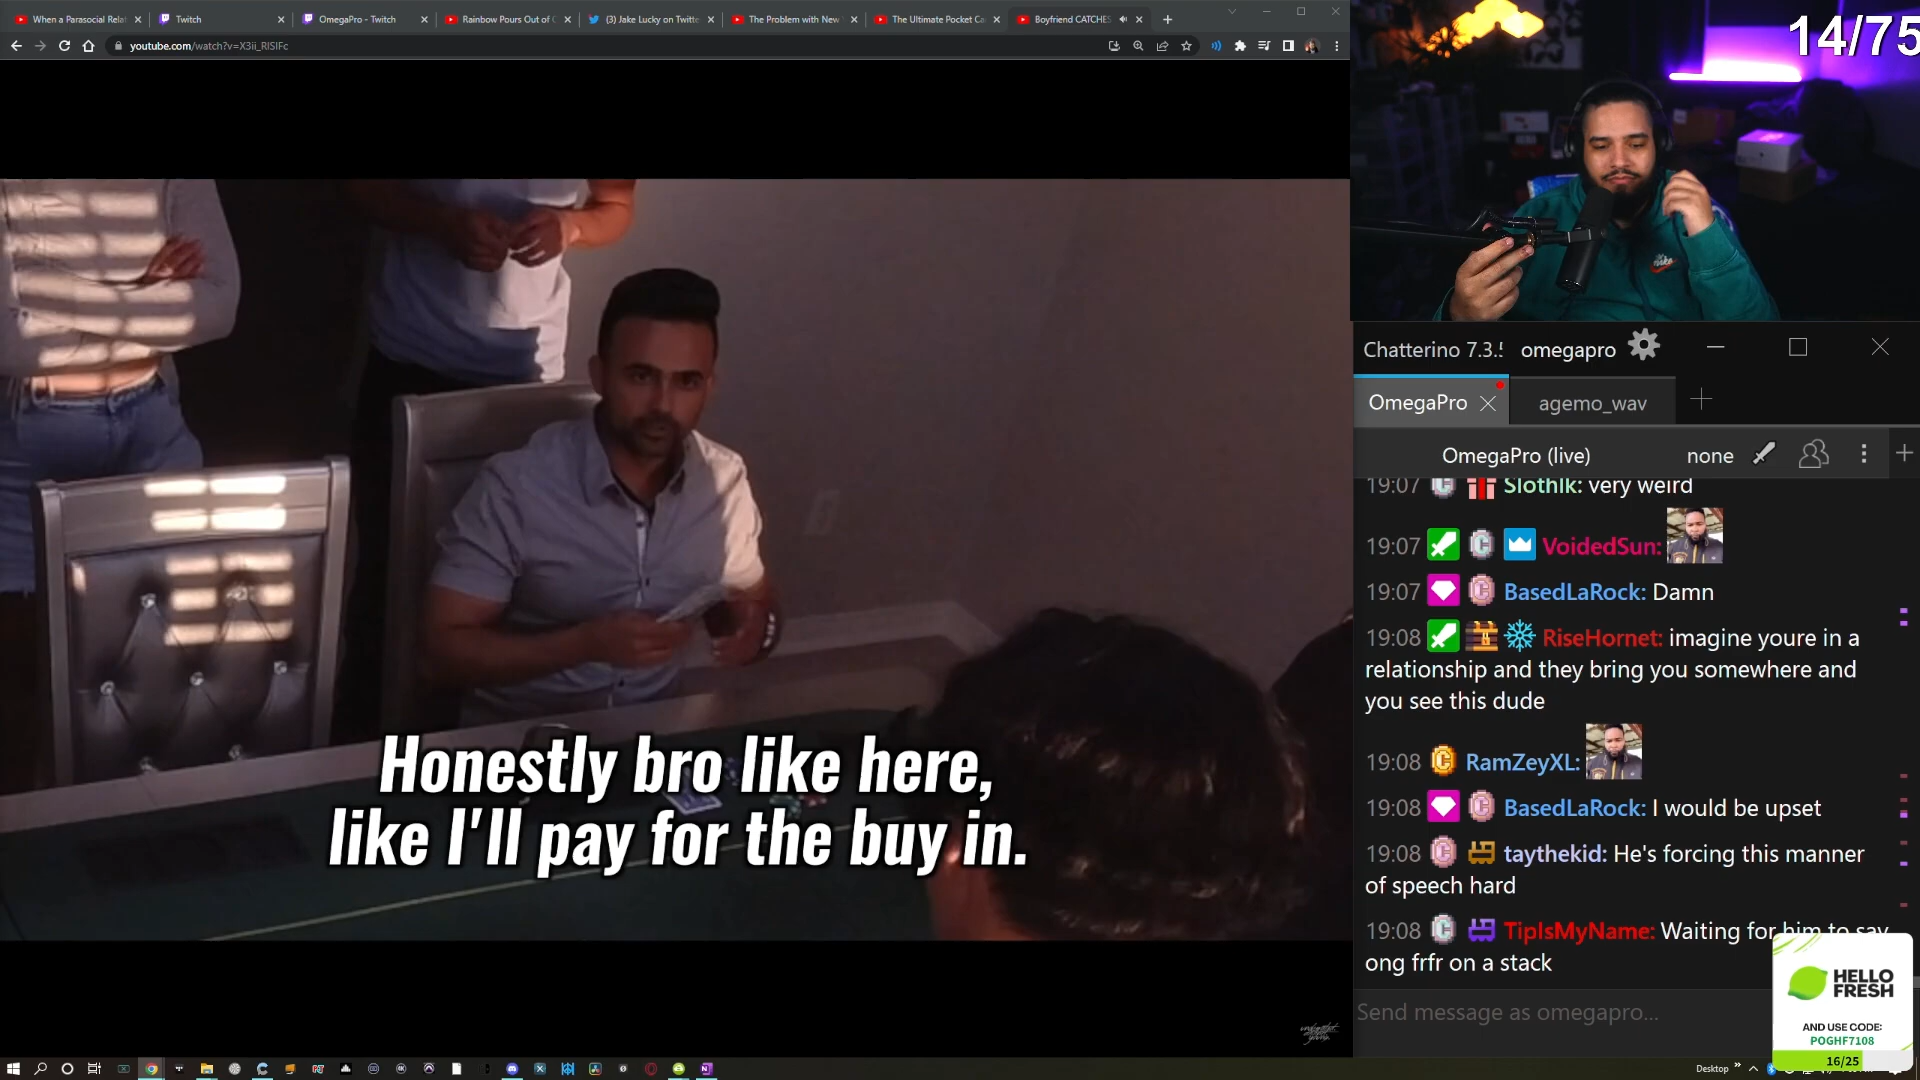 When a Parasocial Rela
Twitch
OmegaPro - Twitch
Rainbow Pours Out of
(3) Jake Lucky on Twitte
The Problem with New
The Ultimate Pocket Ca
Boyfriend CATCHES
youtube.com/watch?v=X3ii_RISIFc
14/75
Honestly bro like here,
like I'll pay for the buy in.
Chatterino 7.3.5
omegapro
OmegaPro
agemo_wav
OmegaPro (live)
none
19:07 SlothIk: very weird
19:07 VoidedSun:
19:07 BasedLaRock: Damn
19:08 RiseHornet: imagine youre in a
relationship and they bring you somewhere and
you see this dude
19:08 RamZeyXL:
19:08 BasedLaRock: I would be upset
19:08 taythekid: He's forcing this manner
of speech hard
19:08 TipIsMyName: Waiting for him to say
ong frfr on a stack
Send message as omegapro...
HELLO
FRESH
AND USE CODE:
POGHF7108
16/25
Desktop